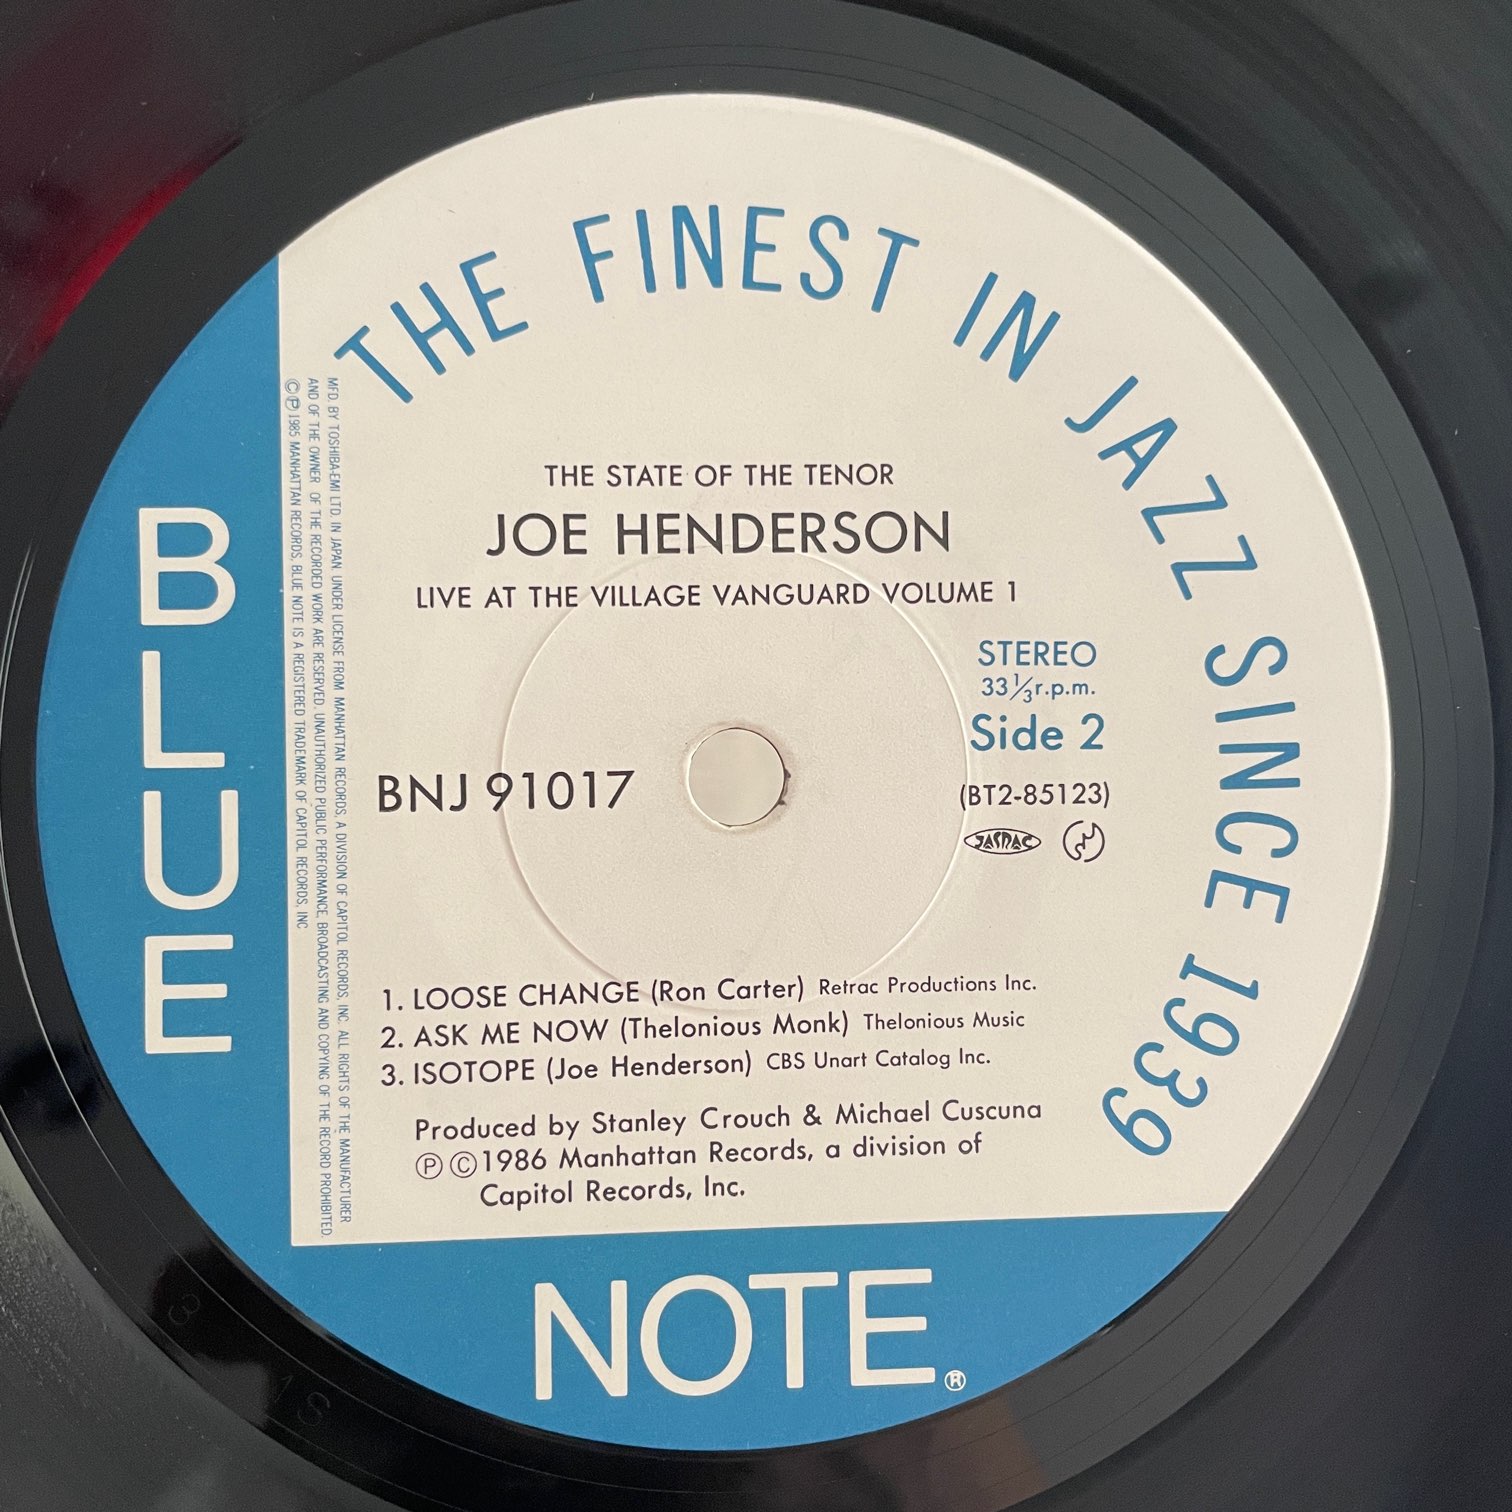 THE FINEST IN JAZZ SINCE 1939
BLUE
MFD. BY TOSHIBA-EMI LTD. IN JAPAN. UNDER LICENSE FROM MANHATTAN RECORDS, A DIVISION OF CAPITOL RECORDS, INC. ALL RIGHTS OF THE MANUFACTURER
AND OF THE OWNER OF THE RECORDED WORK ARE RESERVED. UNAUTHORIZED PUBLIC PERFORMANCE, BROADCASTING AND COPYING OF THE RECORD PROHIBITED.
©℗1985 MANHATTAN RECORDS. BLUE NOTE IS A REGISTERED TRADEMARK OF CAPITOL RECORDS, INC
THE STATE OF THE TENOR
JOE HENDERSON
LIVE AT THE VILLAGE VANGUARD VOLUME 1
STEREO
33⅓r.p.m.
Side 2
BNJ 91017
(BT2-85123)
JASRAC
1. LOOSE CHANGE (Ron Carter) Retrac Productions Inc.
2. ASK ME NOW (Thelonious Monk) Thelonious Music
3. ISOTOPE (Joe Henderson) CBS Unart Catalog Inc.
Produced by Stanley Crouch & Michael Cuscuna
℗©1986 Manhattan Records, a division of
Capitol Records, Inc.
NOTE®